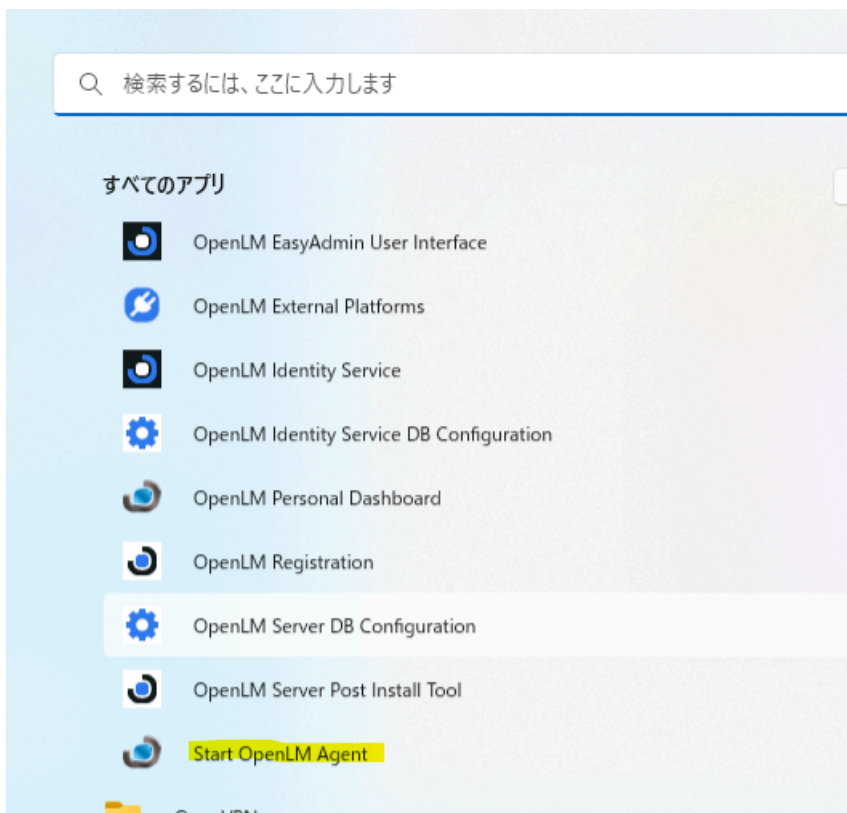 検索するには、ここに入力します
すべてのアプリ
OpenLM EasyAdmin User Interface
OpenLM External Platforms
OpenLM Identity Service
OpenLM Identity Service DB Configuration
OpenLM Personal Dashboard
OpenLM Registration
OpenLM Server DB Configuration
OpenLM Server Post Install Tool
Start OpenLM Agent